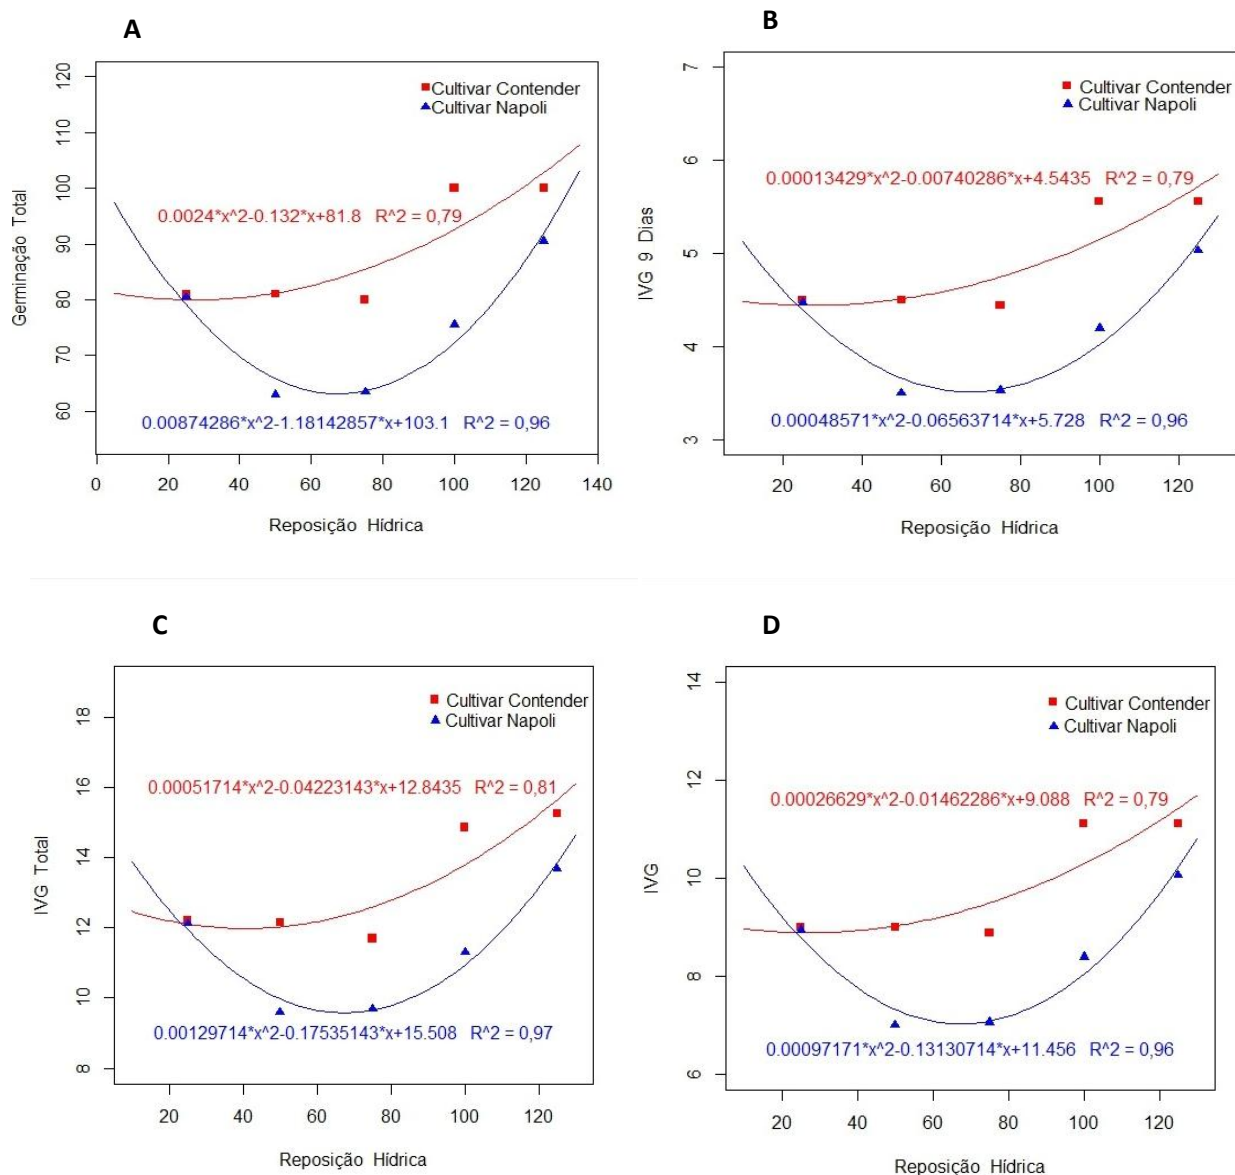 A
120
110
100
90
80
70
60
Germinação Total
Cultivar Contender
Cultivar Napoli
0.0024*x^2-0.132*x+81.8 R^2 = 0,79
0.00874286*x^2-1.18142857*x+103.1 R^2 = 0,96
0 20 40 60 80 100 120 140
Reposição Hídrica
B
7
6
5
4
3
IVG 9 Dias
Cultivar Contender
Cultivar Napoli
0.00013429*x^2-0.00740286*x+4.5435 R^2 = 0,79
0.00048571*x^2-0.06563714*x+5.728 R^2 = 0,96
20 40 60 80 100 120
Reposição Hídrica
C
18
16
14
12
10
8
IVG Total
Cultivar Contender
Cultivar Napoli
0.00051714*x^2-0.04223143*x+12.8435 R^2 = 0,81
0.00129714*x^2-0.17535143*x+15.508 R^2 = 0,97
20 40 60 80 100 120
Reposição Hídrica
D
14
12
10
8
6
IVG
Cultivar Contender
Cultivar Napoli
0.00026629*x^2-0.01462286*x+9.088 R^2 = 0,79
0.00097171*x^2-0.13130714*x+11.456 R^2 = 0,96
20 40 60 80 100 120
Reposição Hídrica